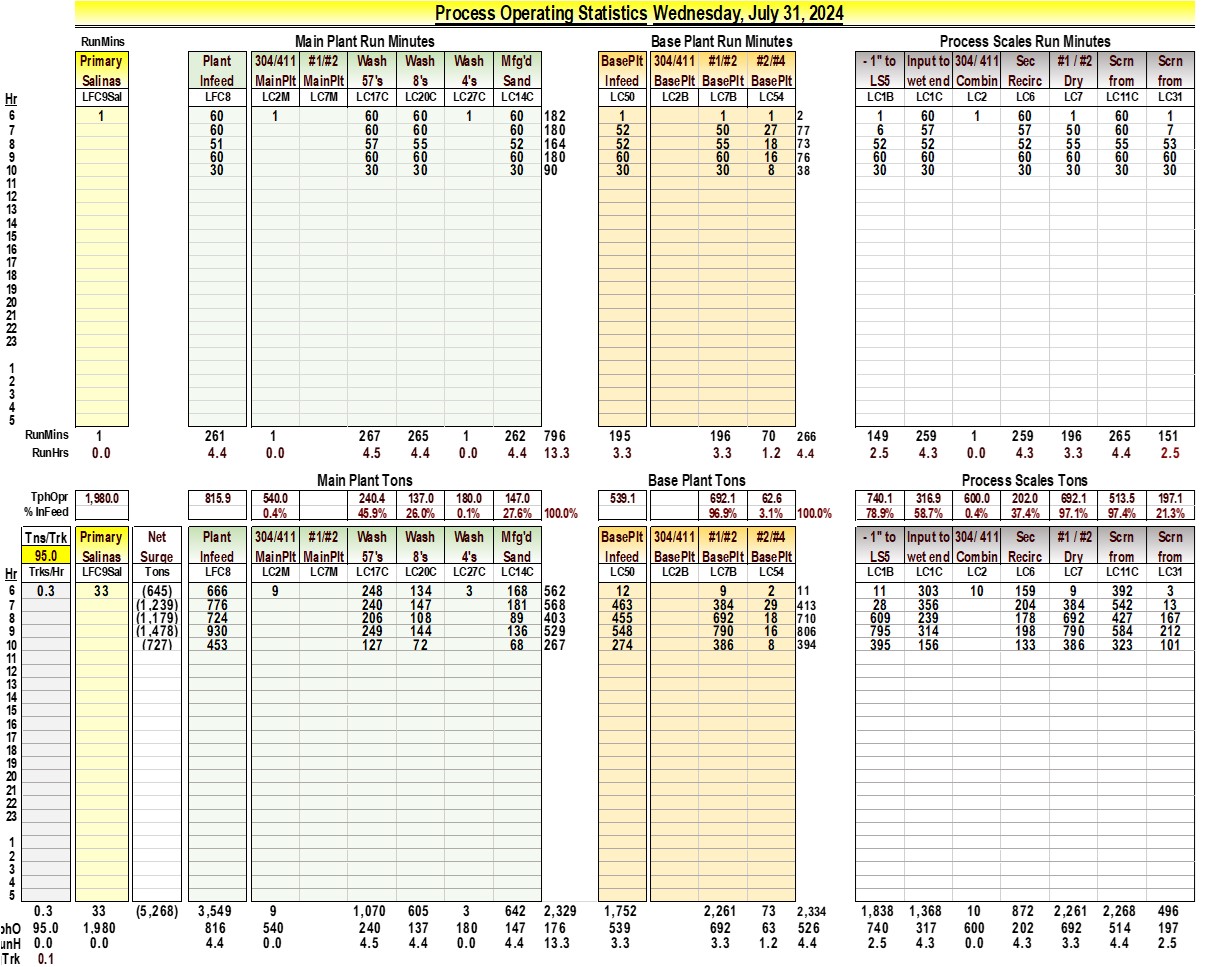 Process Operating Statistics Wednesday, July 31, 2024
RunMins Main Plant Run Minutes Base Plant Run Minutes Process Scales Run Minutes
Primary Plant 304/411 #1/#2 Wash Wash Wash Mfg'd BasePlt 304/411 #1/#2 #2/#4 - 1" to Input to 304/ 411 Sec #1 / #2 Scrn Scrn
Salinas Infeed MainPlt MainPlt 57's 8's 4's Sand Infeed BasePlt BasePlt BasePlt LS5 wet end Combin Recirc Dry from from
Hr LFC9Sal LFC8 LC2M LC7M LC17C LC20C LC27C LC14C LC50 LC2B LC7B LC54 LC1B LC1C LC2 LC6 LC7 LC11C LC31
6 1 60 1 60 60 1 60 182 1 1 1 2 1 60 1 60 1 60 1
7 60 60 60 60 180 52 50 27 77 6 57 57 50 60 7
8 51 57 55 52 164 52 55 18 73 52 52 52 55 55 53
9 60 60 60 60 180 60 60 16 76 60 60 60 60 60 60
10 30 30 30 30 90 30 30 8 38 30 30 30 30 30 30
11
12
13
14
15
16
17
18
19
20
21
22
23
1
2
3
4
5
RunMins 1 261 1 267 265 1 262 796 195 196 70 266 149 259 1 259 196 265 151
RunHrs 0.0 4.4 0.0 4.5 4.4 0.0 4.4 13.3 3.3 3.3 1.2 4.4 2.5 4.3 0.0 4.3 3.3 4.4 2.5
Main Plant Tons Base Plant Tons Process Scales Tons
TphOpr 1,980.0 815.9 540.0 240.4 137.0 180.0 147.0 539.1 692.1 62.6 740.1 316.9 600.0 202.0 692.1 513.5 197.1
% InFeed 0.4% 45.9% 26.0% 0.1% 27.6% 100.0% 96.9% 3.1% 100.0% 78.9% 58.7% 0.4% 37.4% 97.1% 97.4% 21.3%
Tns/Trk Primary Net Plant 304/411 #1/#2 Wash Wash Wash Mfg'd BasePlt 304/411 #1/#2 #2/#4 - 1" to Input to 304/ 411 Sec #1 / #2 Scrn Scrn
95.0 Salinas Surge Infeed MainPlt MainPlt 57's 8's 4's Sand Infeed BasePlt BasePlt BasePlt LS5 wet end Combin Recirc Dry from from
Hr Trks/Hr LFC9Sal Tons LFC8 LC2M LC7M LC17C LC20C LC27C LC14C LC50 LC2B LC7B LC54 LC1B LC1C LC2 LC6 LC7 LC11C LC31
6 0.3 33 (645) 666 9 248 134 3 168 562 12 9 2 11 11 303 10 159 9 392 3
7 (1,239) 776 240 147 181 568 463 384 29 413 28 356 204 384 542 13
8 (1,179) 724 206 108 89 403 455 692 18 710 609 239 178 692 427 167
9 (1,478) 930 249 144 136 529 548 790 16 806 795 314 198 790 584 212
10 (727) 453 127 72 68 267 274 386 8 394 395 156 133 386 323 101
11
12
13
14
15
16
17
18
19
20
21
22
23
1
2
3
4
5
0.3 33 (5,268) 3,549 9 1,070 605 3 642 2,329 1,752 2,261 73 2,334 1,838 1,368 10 872 2,261 2,268 496
phO 95.0 1,980 816 540 240 137 180 147 176 539 692 63 526 740 317 600 202 692 514 197
unH 0.0 0.0 4.4 0.0 4.5 4.4 0.0 4.4 13.3 3.3 3.3 1.2 4.4 2.5 4.3 0.0 4.3 3.3 4.4 2.5
Trk 0.1